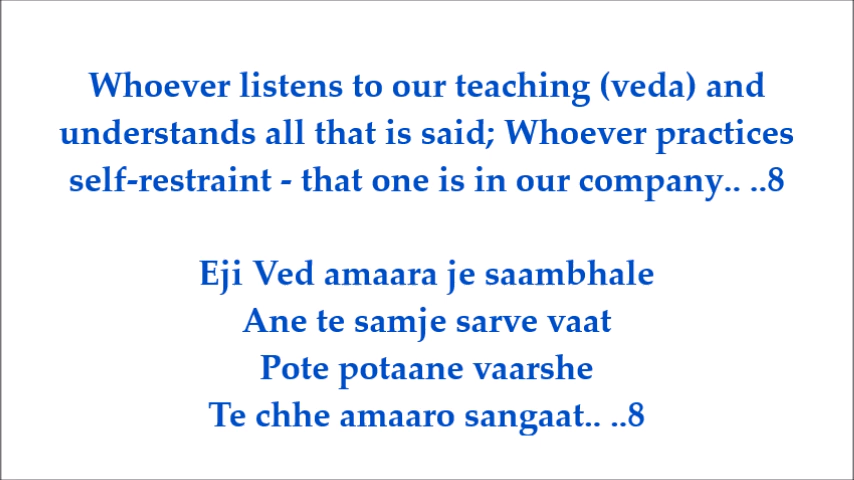 Whoever listens to our teaching (veda) and
understands all that is said; Whoever practices
self-restraint - that one is in our company.. ..8
Eji Ved amaara je saambhale
Ane te samje sarve vaat
Pote potaane vaarshe
Te chhe amaaro sangaat.. ..8